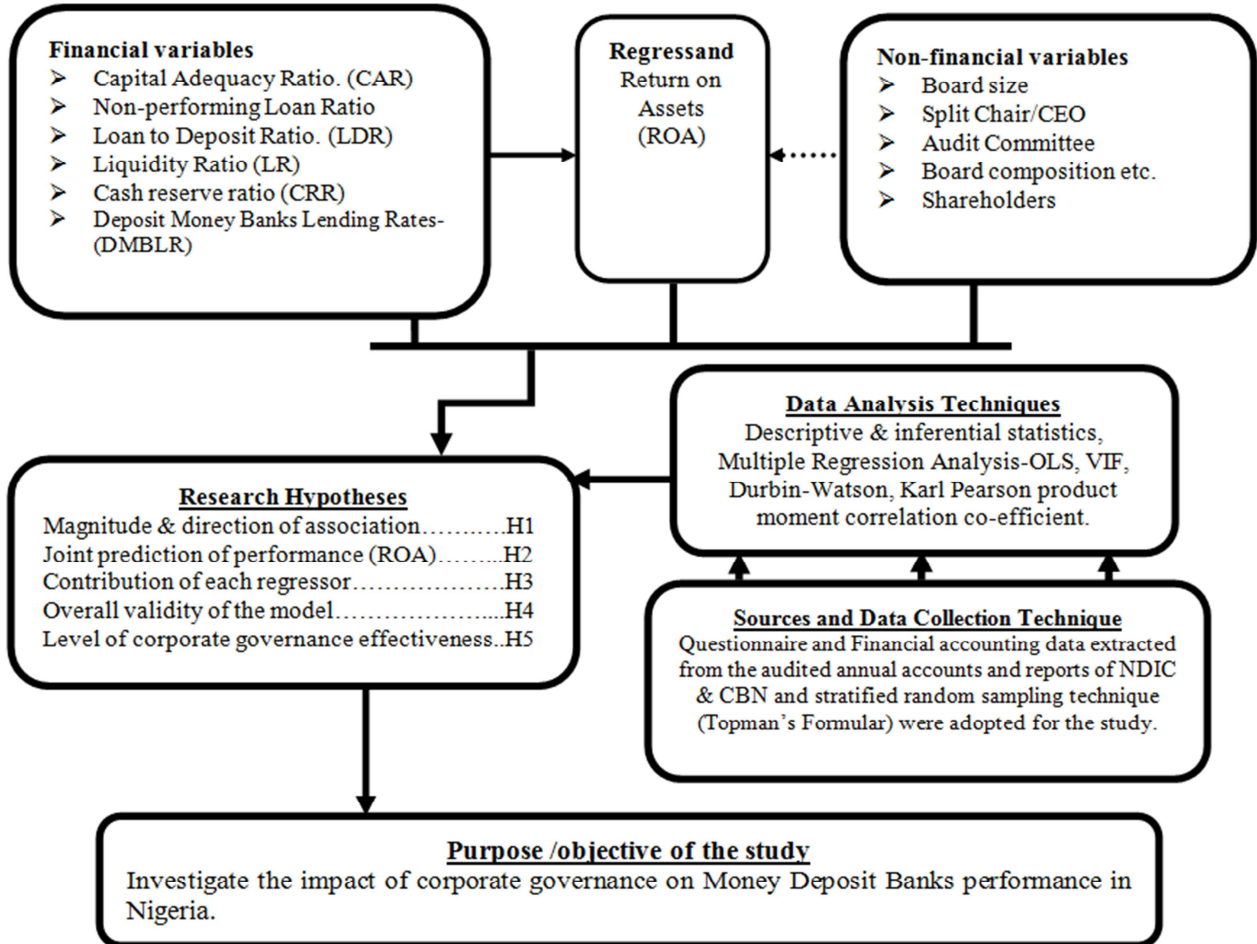 Financial variables
➢ Capital Adequacy Ratio. (CAR)
➢ Non-performing Loan Ratio
➢ Loan to Deposit Ratio. (LDR)
➢ Liquidity Ratio (LR)
➢ Cash reserve ratio (CRR)
➢ Deposit Money Banks Lending Rates-
(DMBLR)
Regressand
Return on
Assets
(ROA)
Non-financial variables
➢ Board size
➢ Split Chair/CEO
➢ Audit Committee
➢ Board composition etc.
➢ Shareholders
Data Analysis Techniques
Descriptive & inferential statistics,
Multiple Regression Analysis-OLS, VIF,
Durbin-Watson, Karl Pearson product
moment correlation co-efficient.
Research Hypotheses
Magnitude & direction of association……….H1
Joint prediction of performance (ROA)……...H2
Contribution of each regressor……………….H3
Overall validity of the model………………....H4
Level of corporate governance effectiveness..H5
Sources and Data Collection Technique
Questionnaire and Financial accounting data extracted
from the audited annual accounts and reports of NDIC
& CBN and stratified random sampling technique
(Topman’s Formular) were adopted for the study.
Purpose /objective of the study
Investigate the impact of corporate governance on Money Deposit Banks performance in
Nigeria.